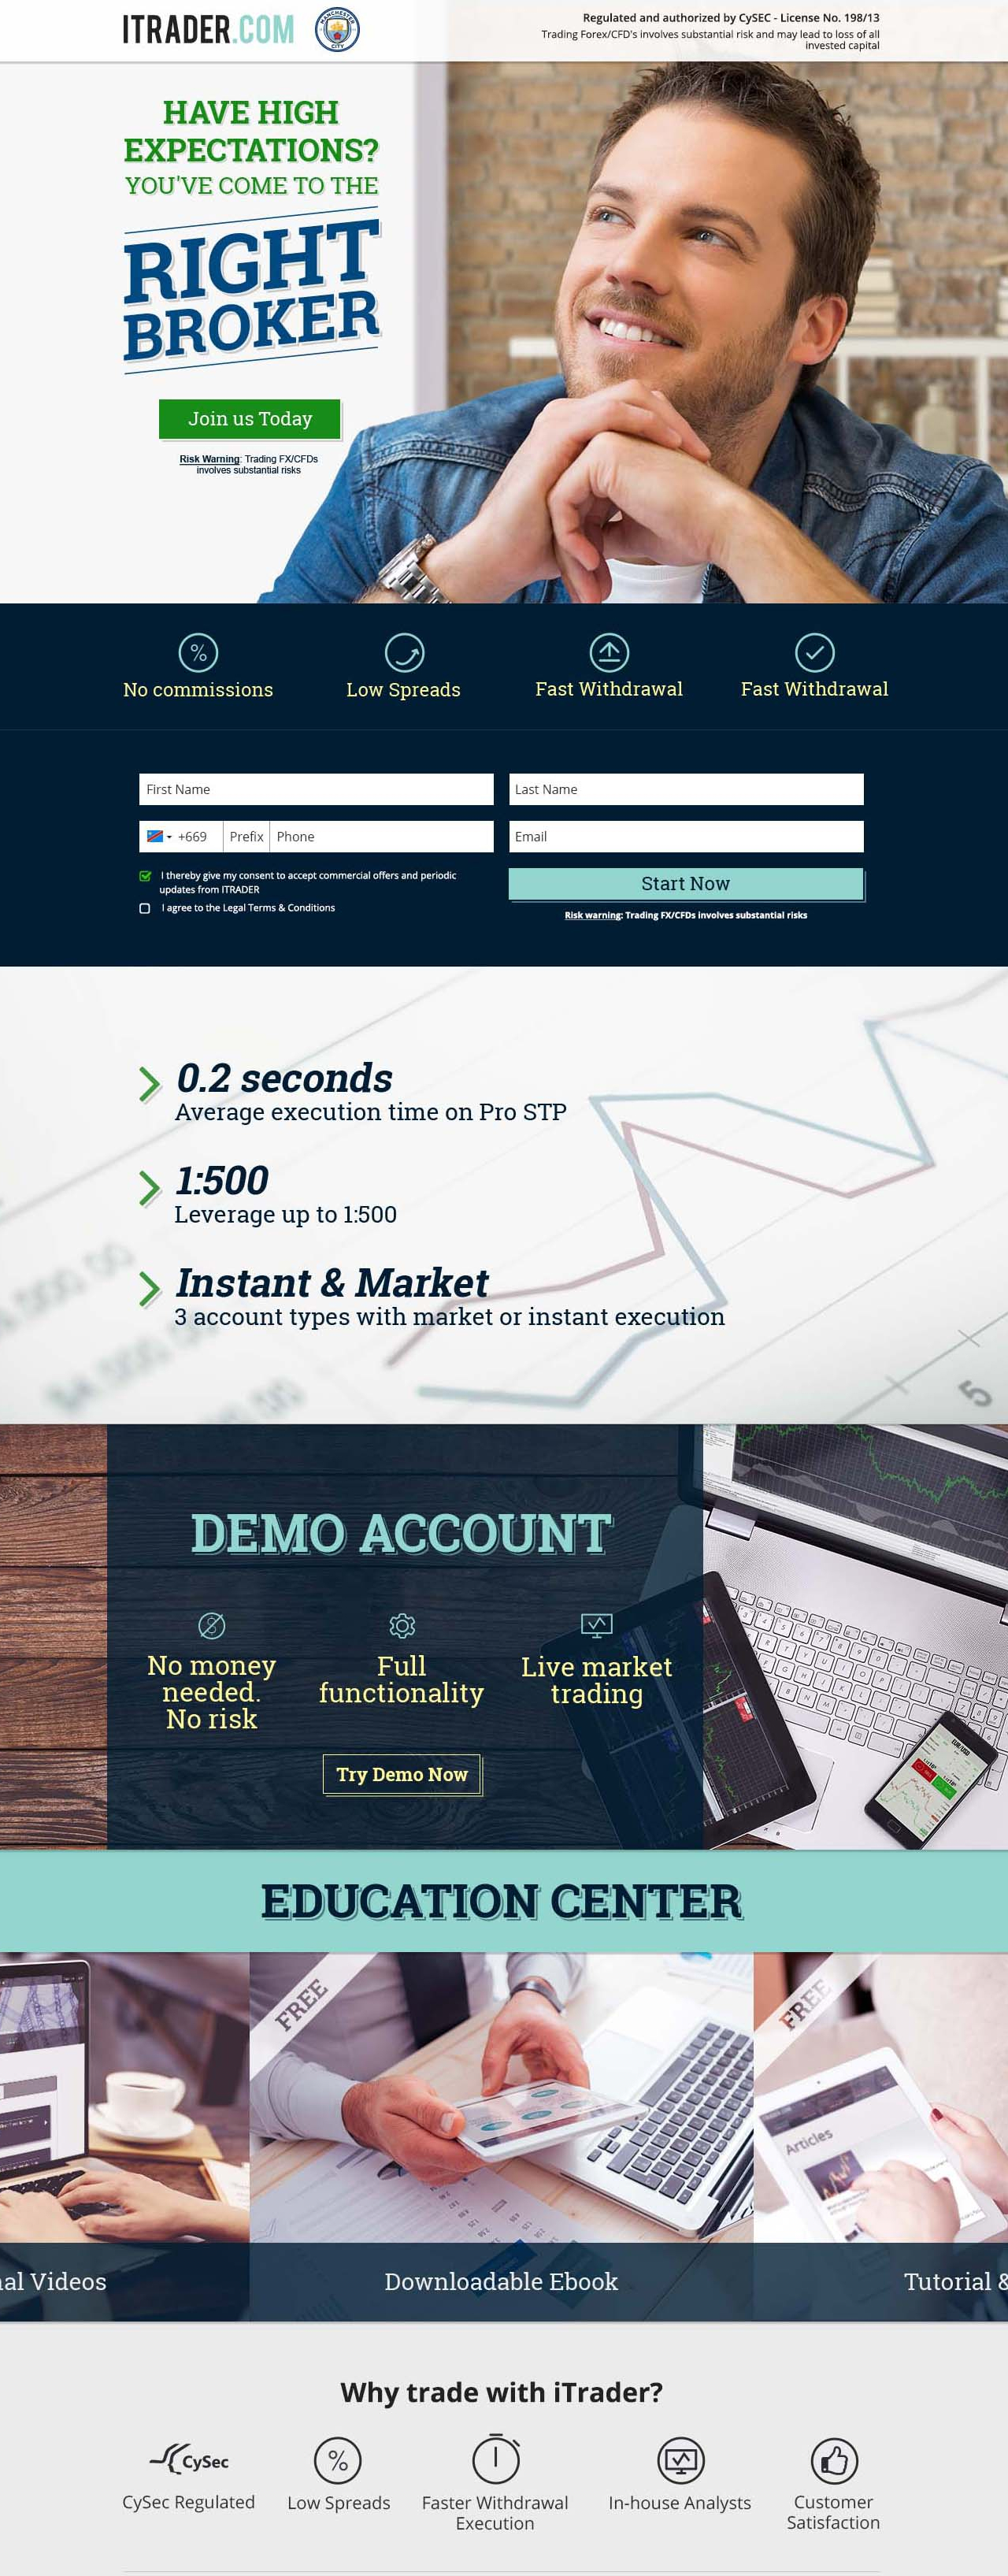 ITRADER.COM
MANCHESTER
CITY
Regulated and authorized by CySEC - License No. 198/13
Trading Forex/CFD's involves substantial risk and may lead to loss of all
invested capital
HAVE HIGH
EXPECTATIONS?
YOU'VE COME TO THE
RIGHT
BROKER
Join us Today
Risk Warning: Trading FX/CFDs
involves substantial risks
%
No commissions
Low Spreads
Fast Withdrawal
Fast Withdrawal
First Name
Last Name
+669 Prefix Phone
Email
I thereby give my consent to accept commercial offers and periodic
updates from ITRADER
I agree to the Legal Terms & Conditions
Start Now
Risk warning: Trading FX/CFDs involves substantial risks
0.2 seconds
Average execution time on Pro STP
1:500
Leverage up to 1:500
Instant & Market
3 account types with market or instant execution
DEMO ACCOUNT
No money
needed.
No risk
Full
functionality
Live market
trading
Try Demo Now
EUR/USD
EDUCATION CENTER
FREE
FREE
Articles
al Videos
Downloadable Ebook
Tutorial &
Why trade with iTrader?
CySec
%
CySec Regulated
Low Spreads
Faster Withdrawal
Execution
In-house Analysts
Customer
Satisfaction